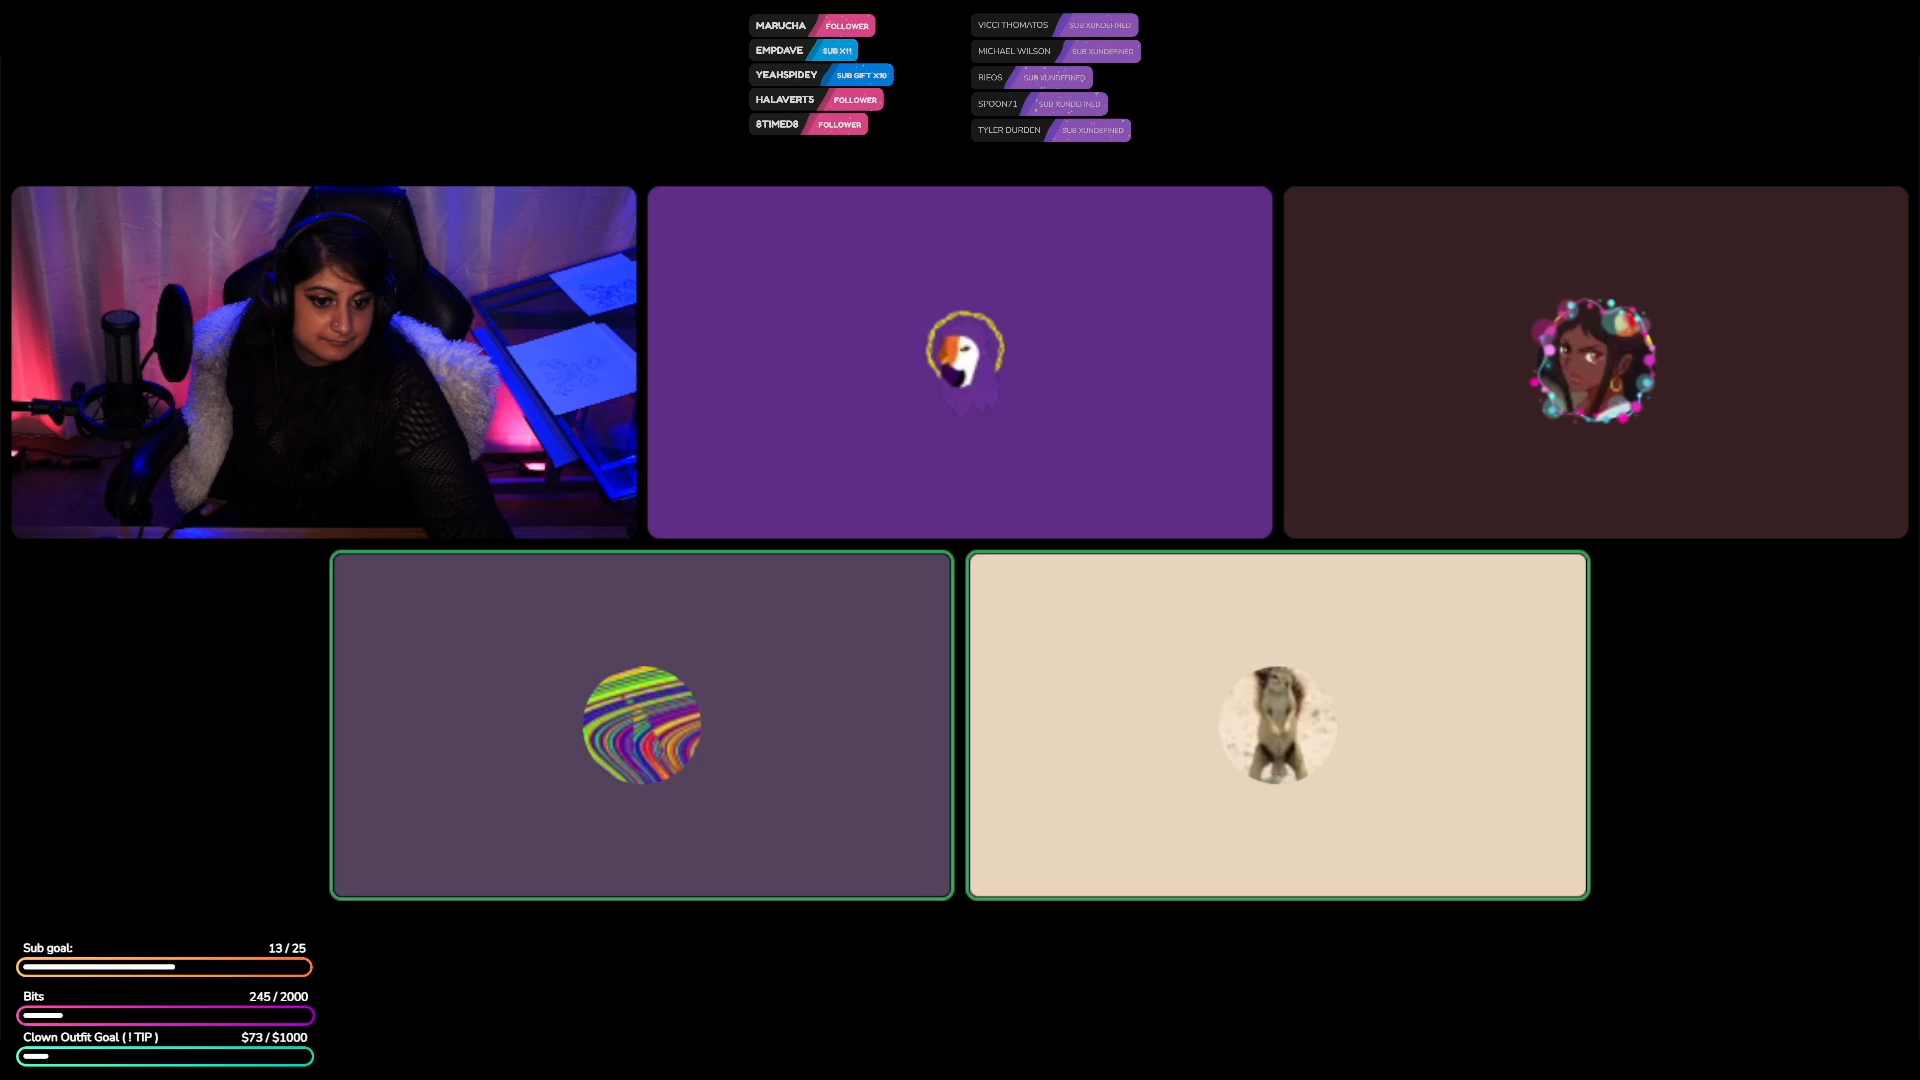 MARUCHA FOLLOWER
EMPDAVE SUB X11
YEAHSPIDEY SUB GIFT X10
HALAVERT5 FOLLOWER
8TIMED8 FOLLOWER
VICCI THOMATOS SUB XUNDEFINED
MICHAEL WILSON SUB XUNDEFINED
RIEOS SUB XUNDEFINED
SPOON71 SUB XUNDEFINED
TYLER DURDEN SUB XUNDEFINED
Sub goal: 13 / 25
Bits 245 / 2000
Clown Outfit Goal ( ! TIP ) $73 / $1000